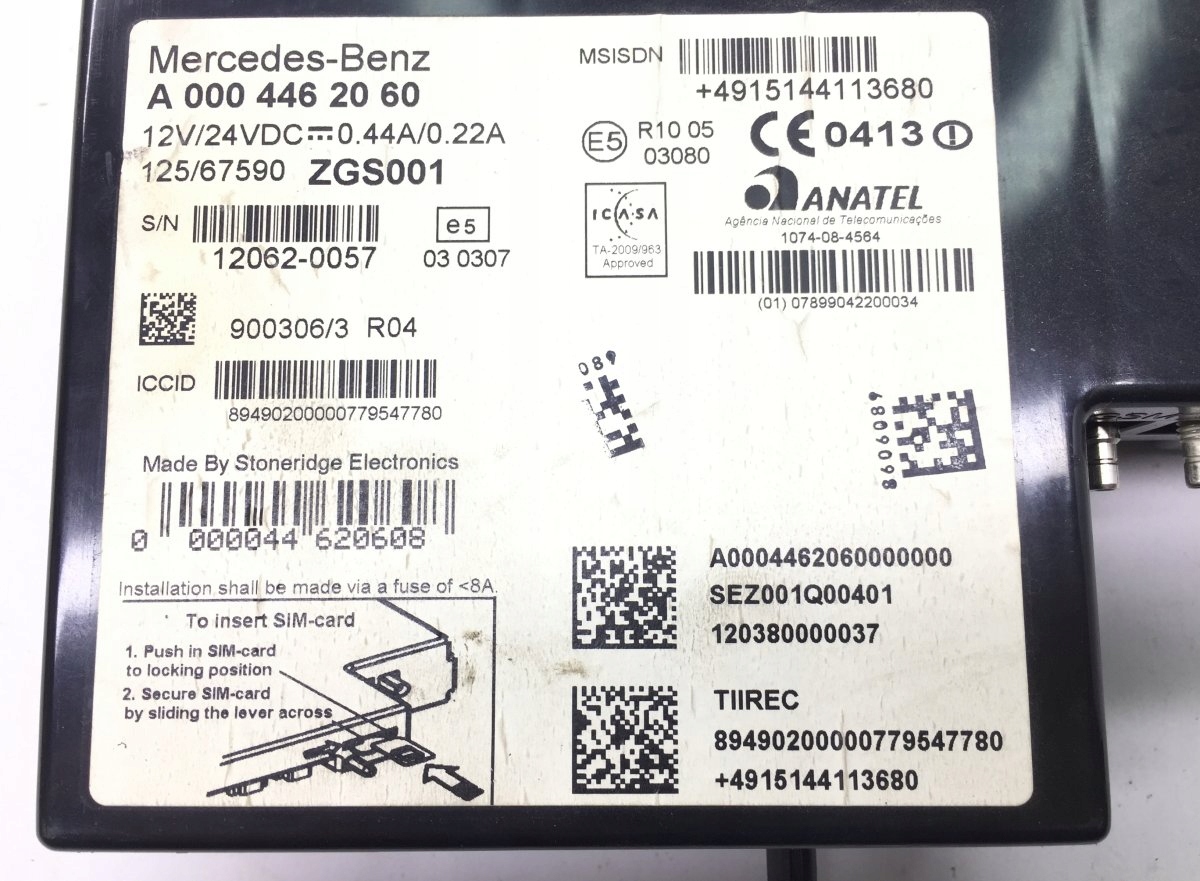 Mercedes-Benz
A 000 446 20 60
12V/24VDC⎓0.44A/0.22A
125/67590 ZGS001
S/N
12062-0057
e5
03 0307
900306/3 R04
ICCID
89490200000779547780
Made By Stoneridge Electronics
0 000044 620608
Installation shall be made via a fuse of <8A.
To insert SIM-card
1. Push in SIM-card
to locking position
2. Secure SIM-card
by sliding the lever across
MSISDN
+4915144113680
E5
R10 05
03080
CE 0413
ICASA
TA-2009/963
Approved
ANATEL
Agência Nacional de Telecomunicações
1074-08-4564
(01) 07899042200034
089
8606089
A0004462060000000
SEZ001Q00401
120380000037
TIIREC
89490200000779547780
+4915144113680